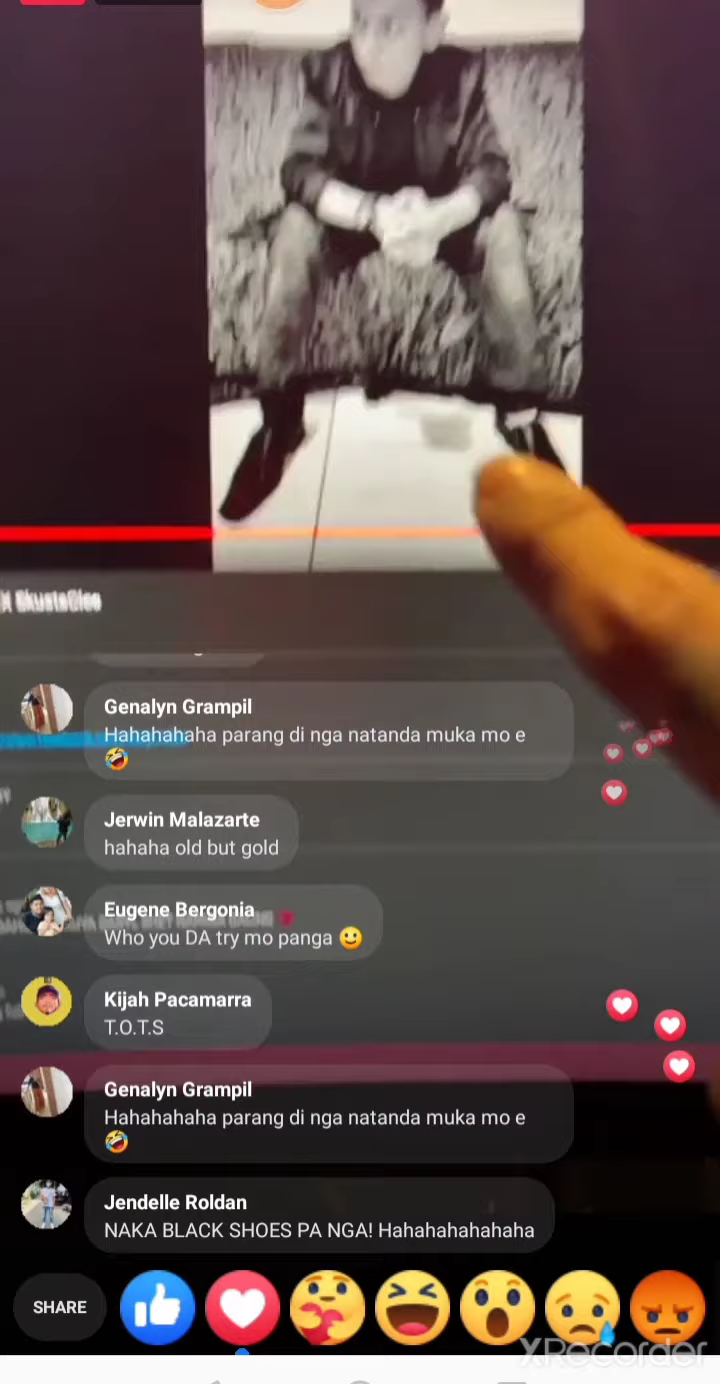 X SkustaClee
Genalyn Grampil
Hahahahaha parang di nga natanda muka mo e
🤣
Jerwin Malazarte
hahaha old but gold
Eugene Bergonia
Who you DA try mo panga 🙂
Kijah Pacamarra
T.O.T.S
Genalyn Grampil
Hahahahaha parang di nga natanda muka mo e
🤣
Jendelle Roldan
NAKA BLACK SHOES PA NGA! Hahahahahahaha
SHARE
XRecorder